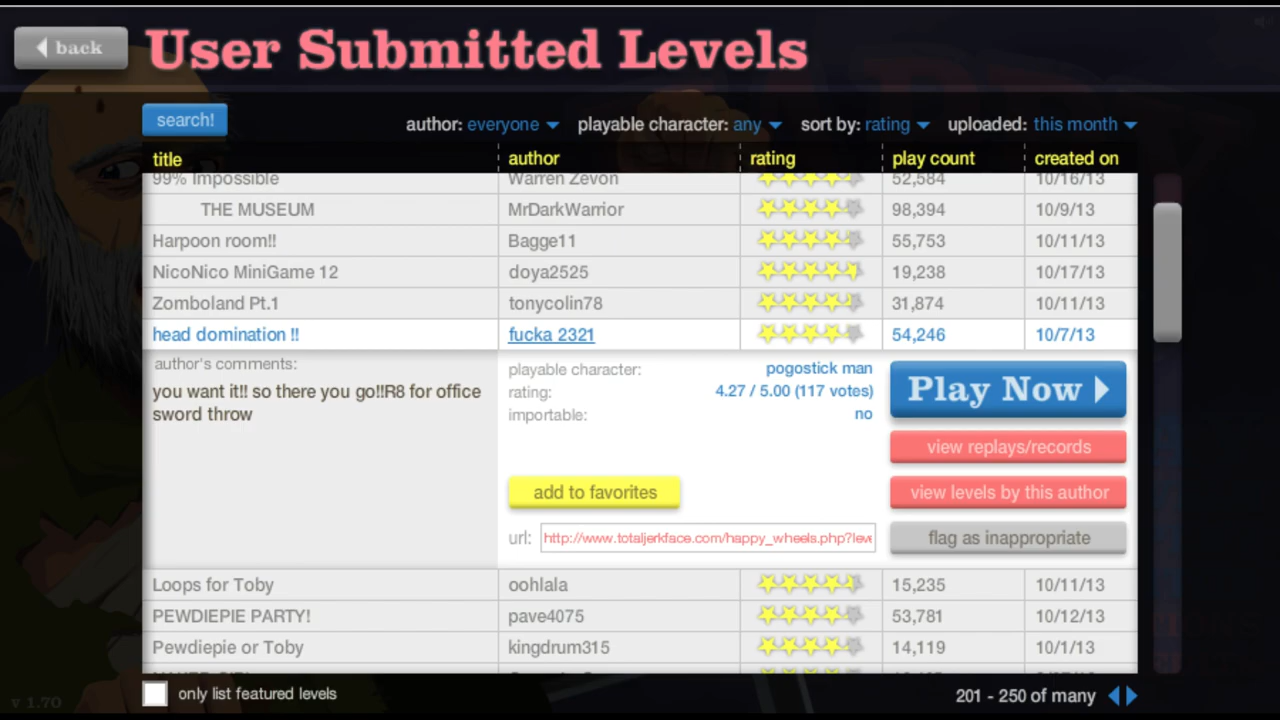 back
User Submitted Levels
search!
author: everyone playable character: any sort by: rating uploaded: this month
title author rating play count created on
99% Impossible Warren Zevon 52,584 10/16/13
THE MUSEUM MrDarkWarrior 98,394 10/9/13
Harpoon room!! Bagge11 55,753 10/11/13
NicoNico MiniGame 12 doya2525 19,238 10/17/13
Zomboland Pt.1 tonycolin78 31,874 10/11/13
head domination !! fucka 2321 54,246 10/7/13
author's comments:
you want it!! so there you go!!R8 for office
sword throw
playable character: pogostick man
rating: 4.27 / 5.00 (117 votes)
importable: no
add to favorites
url: http://www.totaljerkface.com/happy_wheels.php?leve
Play Now
view replays/records
view levels by this author
flag as inappropriate
Loops for Toby oohlala 15,235 10/11/13
PEWDIEPIE PARTY! pave4075 53,781 10/12/13
Pewdiepie or Toby kingdrum315 14,119 10/1/13
only list featured levels
201 - 250 of many
v 1.70